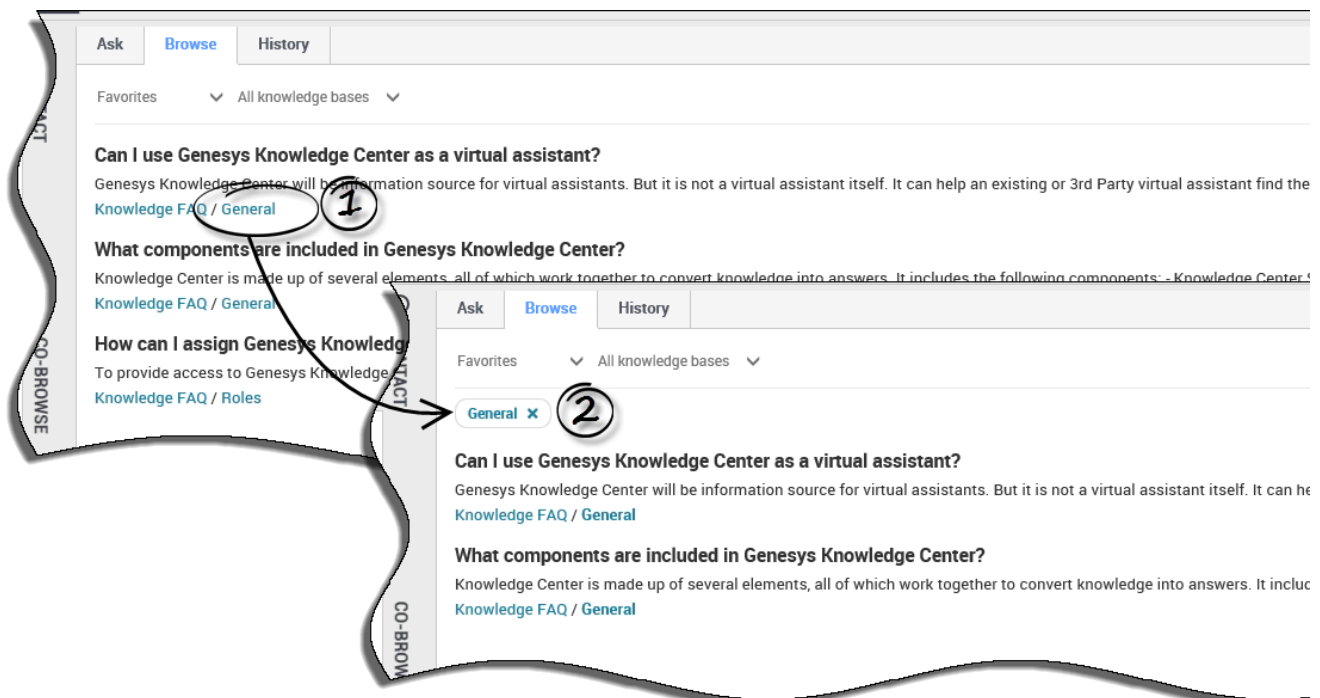 Ask Browse History
Favorites All knowledge bases
Can I use Genesys Knowledge Center as a virtual assistant?
Genesys Knowledge Center will be information source for virtual assistants. But it is not a virtual assistant itself. It can help an existing or 3rd Party virtual assistant find the
Knowledge FAQ / General
1
What components are included in Genesys Knowledge Center?
Knowledge Center is made up of several elements, all of which work together to convert knowledge into answers. It includes the following components: - Knowledge Center
Knowledge FAQ / General
How can I assign Genesys
To provide access to Genesys Knowledge
Knowledge FAQ / Roles
CO-BROWSE
Ask Browse History
Favorites All knowledge bases
General ×
2
Can I use Genesys Knowledge Center as a virtual assistant?
Genesys Knowledge Center will be information source for virtual assistants. But it is not a virtual assistant itself. It can
Knowledge FAQ / General
What components are included in Genesys Knowledge Center?
Knowledge Center is made up of several elements, all of which work together to convert knowledge into answers. It
Knowledge FAQ / General